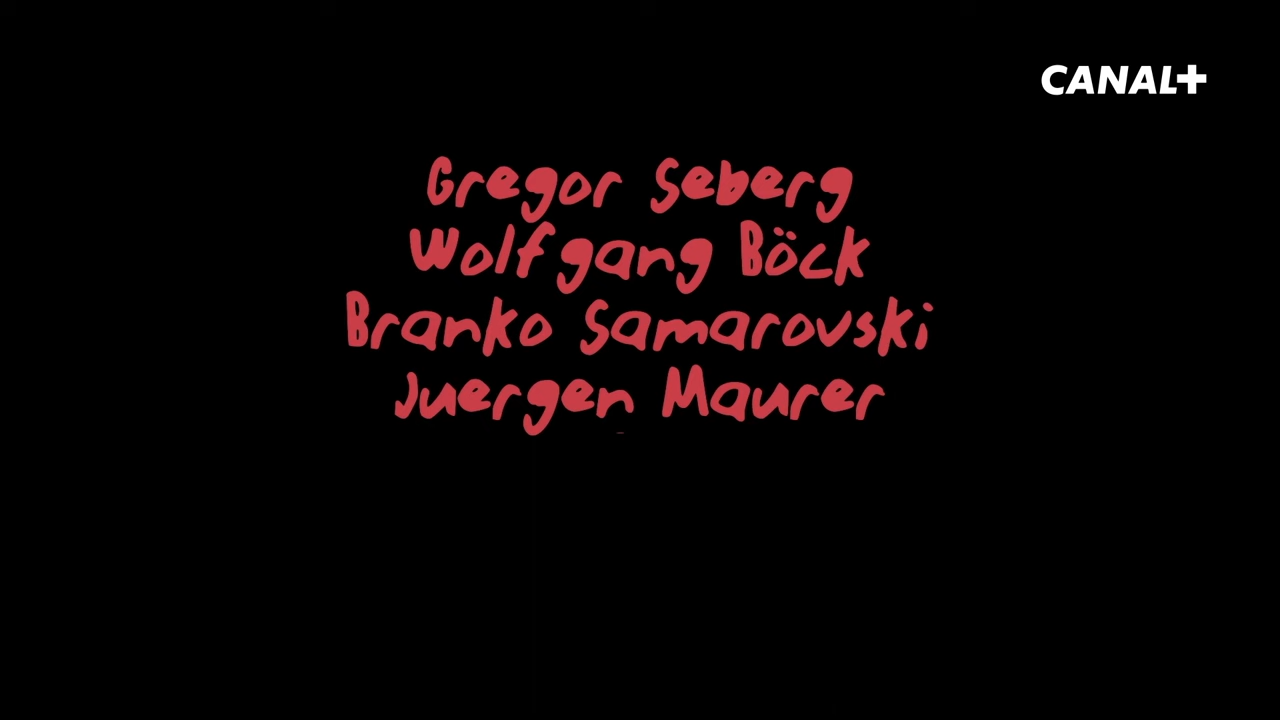 CANAL+
Gregor Seberg
Wolfgang Böck
Branko Samarovski
Juergen Maurer